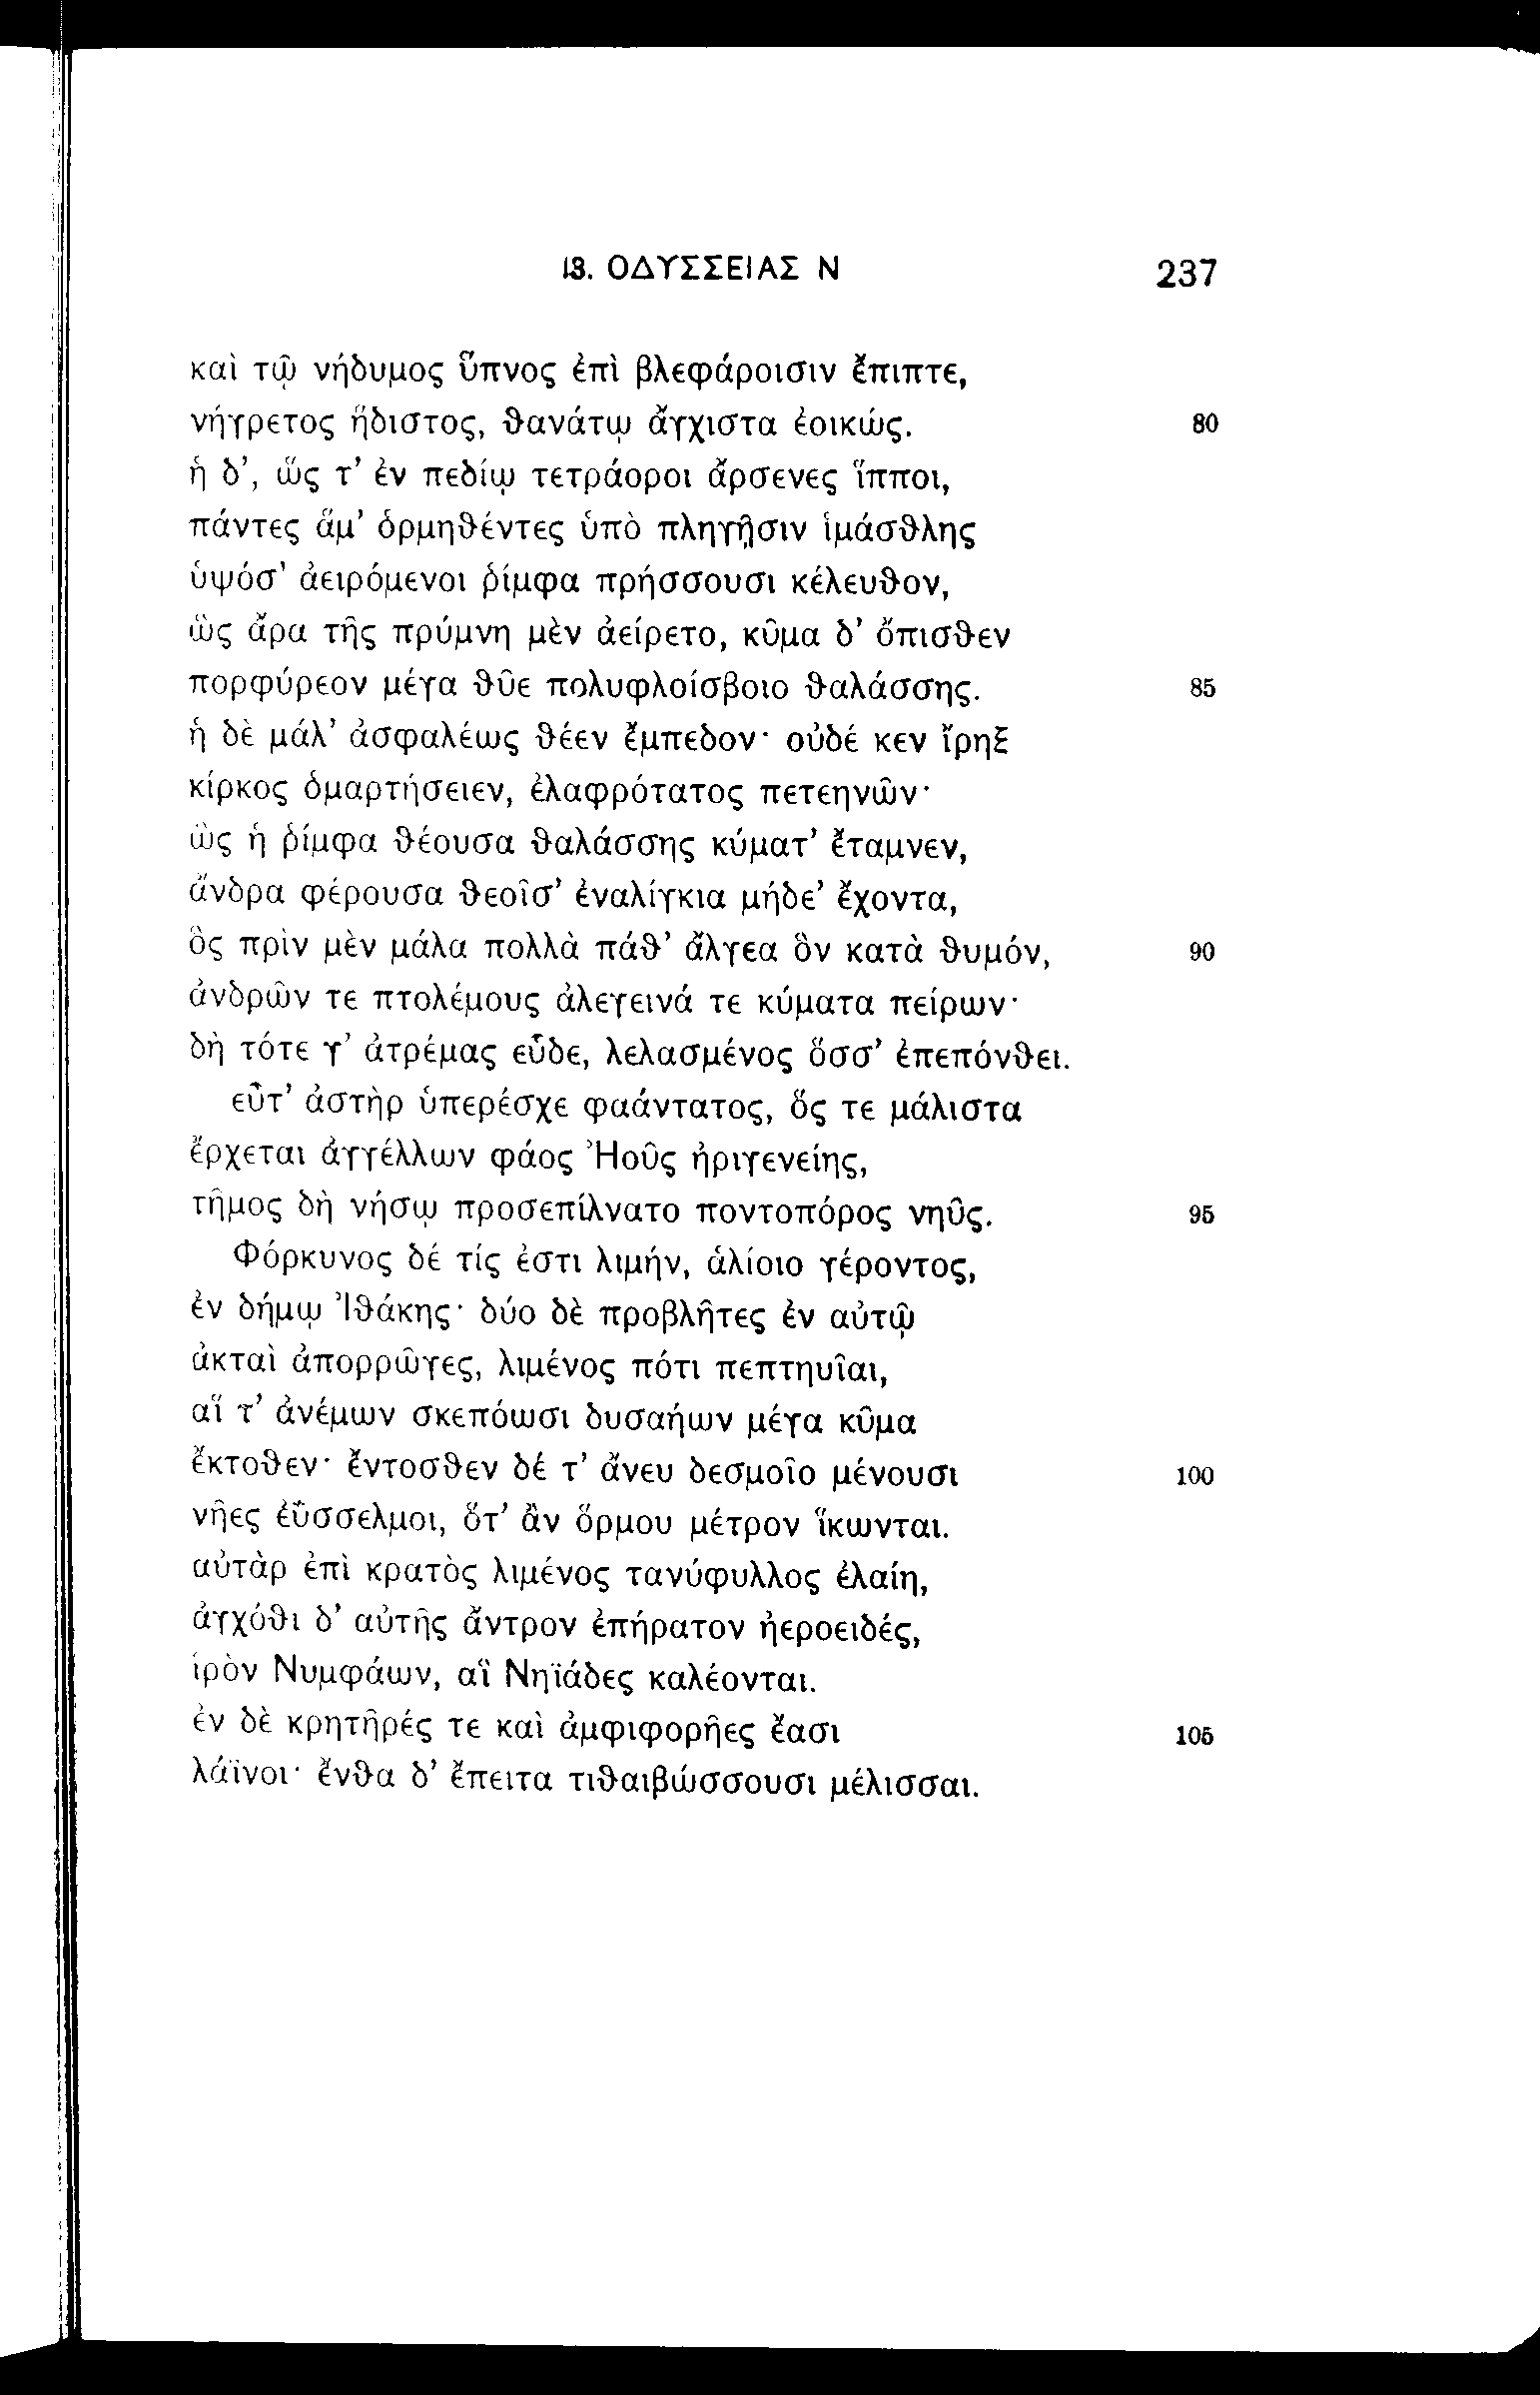 13. ΟΔΥΣΣΕΙΑΣ Ν 237
καὶ τῷ νήδυμος ὕπνος ἐπὶ βλεφάροισιν ἔπιπτε,
νήγρετος ἥδιστος, θανάτῳ ἄγχιστα ἐοικώς. 80
ἡ δ’, ὥς τ’ ἐν πεδίῳ τετράοροι ἄρσενες ἵπποι,
πάντες ἅμ’ ὁρμηθέντες ὑπὸ πληγῇσιν ἱμάσθλης
ὑψόσ’ ἀειρόμενοι ῥίμφα πρήσσουσι κέλευθον,
ὣς ἄρα τῆς πρύμνη μὲν ἀείρετο, κῦμα δ’ ὄπισθεν
πορφύρεον μέγα θῦε πολυφλοίσβοιο θαλάσσης. 85
ἡ δὲ μάλ’ ἀσφαλέως θέεν ἔμπεδον· οὐδέ κεν ἴρηξ
κίρκος ὁμαρτήσειεν, ἐλαφρότατος πετεηνῶν·
ὣς ἡ ῥίμφα θέουσα θαλάσσης κύματ’ ἔταμνεν,
ἄνδρα φέρουσα θεοῖσ’ ἐναλίγκια μήδε’ ἔχοντα,
ὃς πρὶν μὲν μάλα πολλὰ πάθ’ ἄλγεα ὃν κατὰ θυμόν, 90
ἀνδρῶν τε πτολέμους ἀλεγεινά τε κύματα πείρων·
δὴ τότε γ’ ἀτρέμας εὗδε, λελασμένος ὅσσ’ ἐπεπόνθει.
εὖτ’ ἀστὴρ ὑπερέσχε φαάντατος, ὅς τε μάλιστα
ἔρχεται ἀγγέλλων φάος Ἠοῦς ἠριγενείης,
τῆμος δὴ νήσῳ προσεπίλνατο ποντοπόρος νηῦς. 95
Φόρκυνος δέ τίς ἐστι λιμήν, ἁλίοιο γέροντος,
ἐν δήμῳ Ἰθάκης· δύο δὲ προβλῆτες ἐν αὐτῷ
ἀκταὶ ἀπορρῶγες, λιμένος πότι πεπτηυῖαι,
αἵ τ’ ἀνέμων σκεπόωσι δυσαήων μέγα κῦμα
ἔκτοθεν· ἔντοσθεν δέ τ’ ἄνευ δεσμοῖο μένουσι 100
νῆες ἐΰσσελμοι, ὅτ’ ἂν ὅρμου μέτρον ἵκωνται.
αὐτὰρ ἐπὶ κρατὸς λιμένος τανύφυλλος ἐλαίη,
ἀγχόθι δ’ αὐτῆς ἄντρον ἐπήρατον ἠεροειδές,
ἱρὸν Νυμφάων, αἳ Νηϊάδες καλέονται.
ἐν δὲ κρητῆρές τε καὶ ἀμφιφορῆες ἔασι 105
λάϊνοι· ἔνθα δ’ ἔπειτα τιθαιβώσσουσι μέλισσαι.